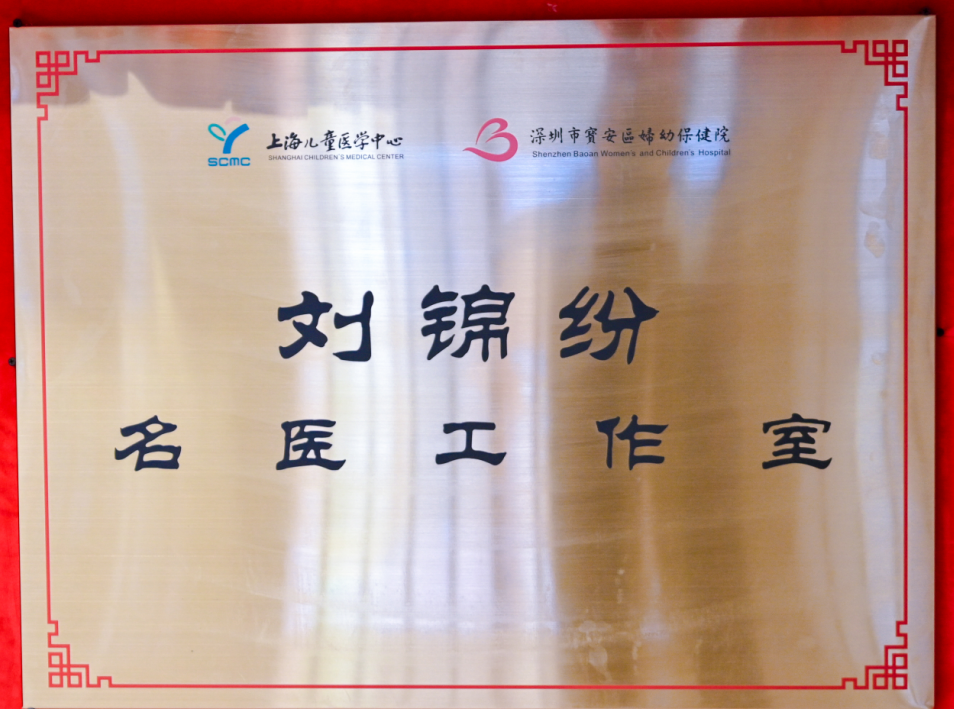 上海儿童医学中心 深圳市寳安區婦幼保健院
SCMC SHANGHAI CHILDREN'S MEDICAL CENTER Shenzhen Baoan Women's and Children's Hospital
刘锦纷
名医工作室